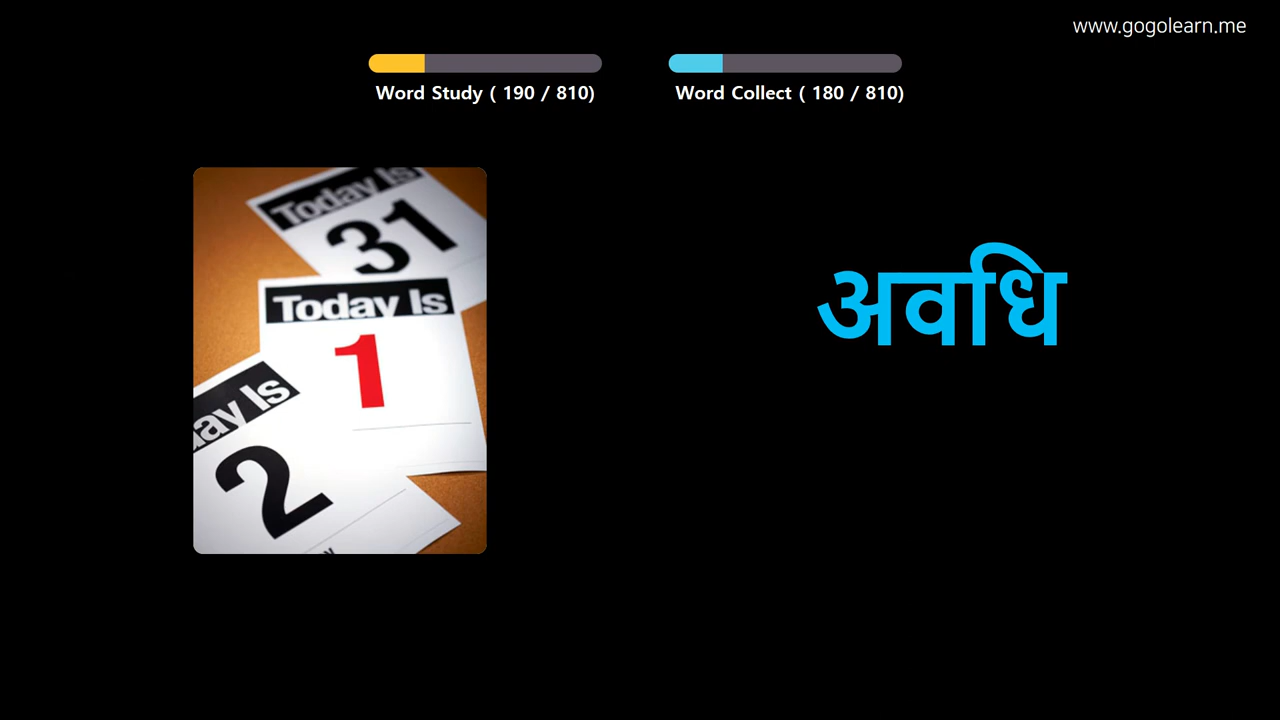 www.gogolearn.me
Word Study ( 190 / 810)
Word Collect ( 180 / 810)
Today Is
31
Today Is
1
day Is
2
अवधि